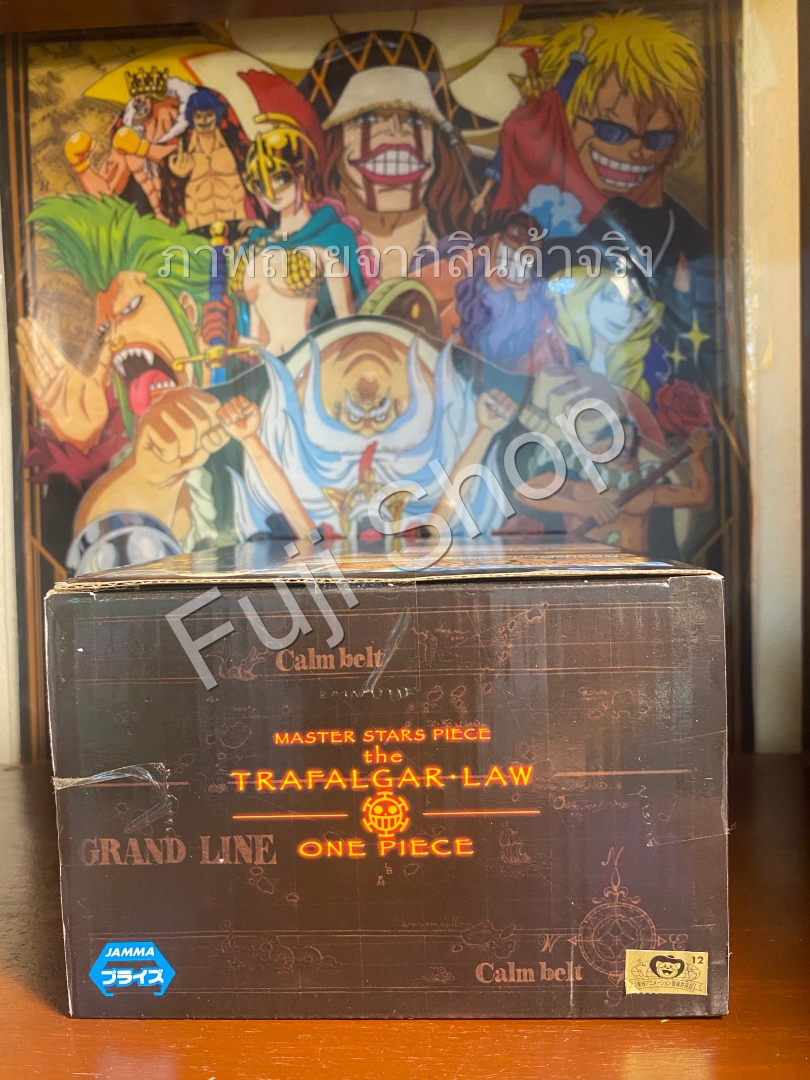 ภาพถ่ายจากสินค้าจริง
Fuji Shop
Calm belt
MASTER STARS PIECE
the
TRAFALGAR・LAW
GRAND LINE
ONE PIECE
N
W
E
Calm belt
JAMMA
プライズ
12